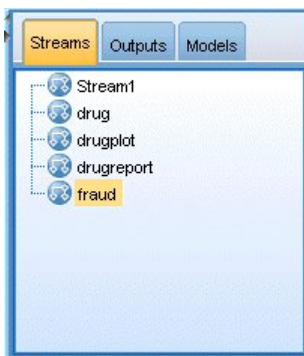 Streams Outputs Models
Stream1
drug
drugplot
drugreport
fraud